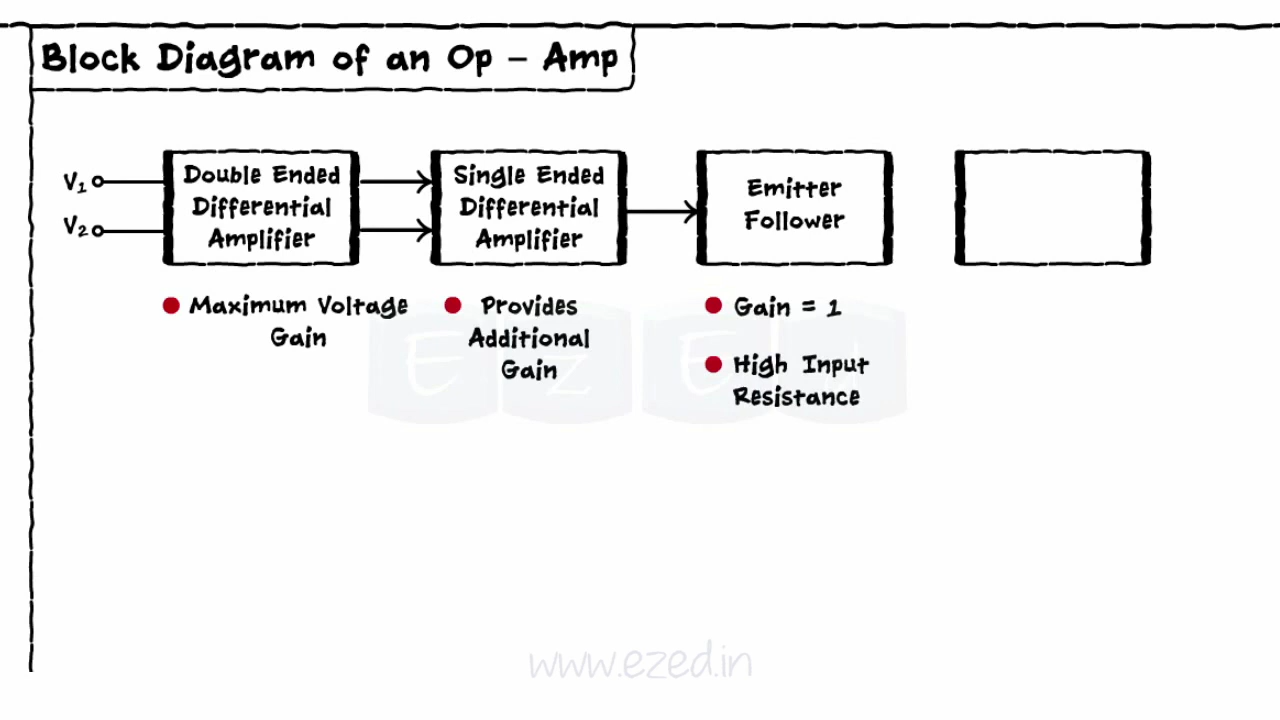 Block Diagram of an Op – Amp
V1
V2
Double Ended
Differential
Amplifier
Single Ended
Differential
Amplifier
Emitter
Follower
Maximum Voltage
Gain
Provides
Additional
Gain
Gain = 1
High Input
Resistance
EzEd
www.ezed.in